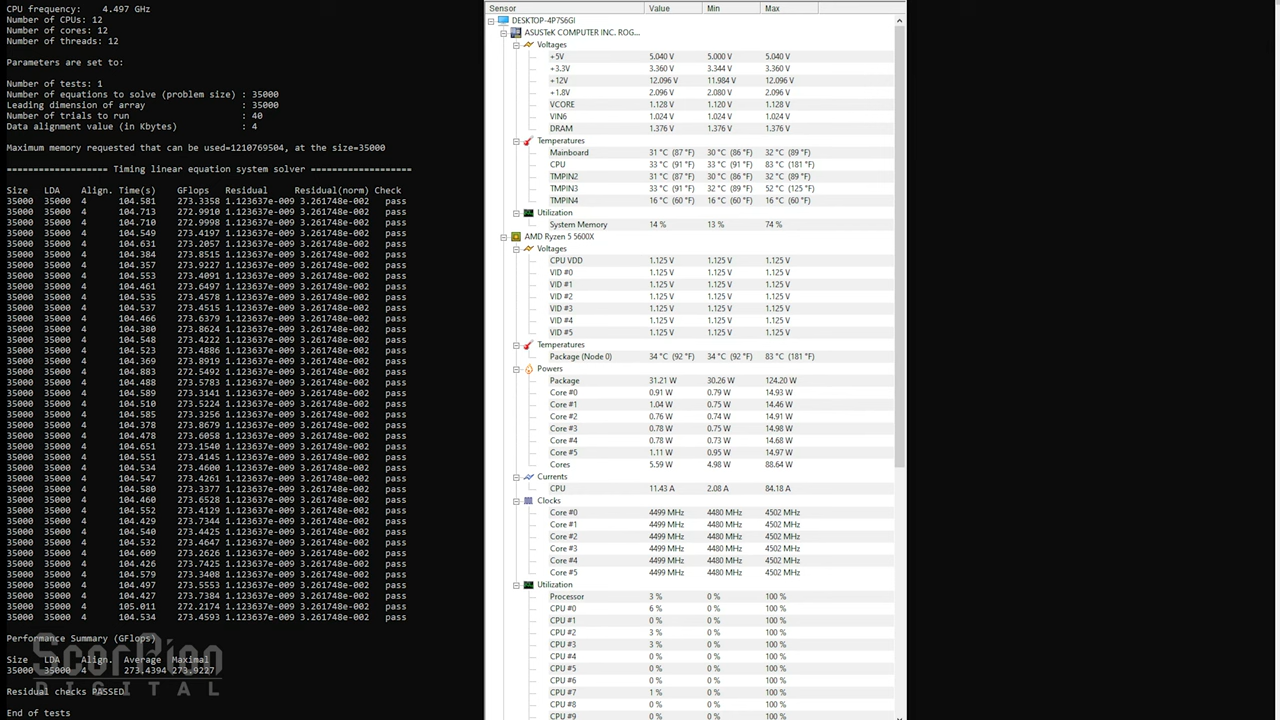 CPU frequency:    4.497 GHz
Number of CPUs: 12
Number of cores: 12
Number of threads: 12
Parameters are set to:
Number of tests: 1
Number of equations to solve (problem size) : 35000
Leading dimension of array                  : 35000
Number of trials to run                     : 40
Data alignment value (in Kbytes)            : 4
Maximum memory requested that can be used=1210769504, at the size=35000
=================== Timing linear equation system solver ===================
Size   LDA    Align. Time(s)    GFlops   Residual     Residual(norm) Check
35000  35000  4      104.581    273.3358 1.123637e-009 3.261748e-002   pass
35000  35000  4      104.713    272.9910 1.123637e-009 3.261748e-002   pass
35000  35000  4      104.710    272.9998 1.123637e-009 3.261748e-002   pass
35000  35000  4      104.549    273.4197 1.123637e-009 3.261748e-002   pass
35000  35000  4      104.631    273.2057 1.123637e-009 3.261748e-002   pass
35000  35000  4      104.384    273.8515 1.123637e-009 3.261748e-002   pass
35000  35000  4      104.357    273.9227 1.123637e-009 3.261748e-002   pass
35000  35000  4      104.553    273.4091 1.123637e-009 3.261748e-002   pass
35000  35000  4      104.461    273.6497 1.123637e-009 3.261748e-002   pass
35000  35000  4      104.535    273.4578 1.123637e-009 3.261748e-002   pass
35000  35000  4      104.537    273.4515 1.123637e-009 3.261748e-002   pass
35000  35000  4      104.466    273.6379 1.123637e-009 3.261748e-002   pass
35000  35000  4      104.380    273.8624 1.123637e-009 3.261748e-002   pass
35000  35000  4      104.548    273.4222 1.123637e-009 3.261748e-002   pass
35000  35000  4      104.523    273.4886 1.123637e-009 3.261748e-002   pass
35000  35000  4      104.369    273.8919 1.123637e-009 3.261748e-002   pass
35000  35000  4      104.883    272.5492 1.123637e-009 3.261748e-002   pass
35000  35000  4      104.488    273.5783 1.123637e-009 3.261748e-002   pass
35000  35000  4      104.589    273.3141 1.123637e-009 3.261748e-002   pass
35000  35000  4      104.510    273.5224 1.123637e-009 3.261748e-002   pass
35000  35000  4      104.585    273.3256 1.123637e-009 3.261748e-002   pass
35000  35000  4      104.378    273.8679 1.123637e-009 3.261748e-002   pass
35000  35000  4      104.478    273.6058 1.123637e-009 3.261748e-002   pass
35000  35000  4      104.651    273.1540 1.123637e-009 3.261748e-002   pass
35000  35000  4      104.455    273.4145 1.123637e-009 3.261748e-002   pass
35000  35000  4      104.534    273.4600 1.123637e-009 3.261748e-002   pass
35000  35000  4      104.547    273.4261 1.123637e-009 3.261748e-002   pass
35000  35000  4      104.580    273.3377 1.123637e-009 3.261748e-002   pass
35000  35000  4      104.460    273.6528 1.123637e-009 3.261748e-002   pass
35000  35000  4      104.552    273.4129 1.123637e-009 3.261748e-002   pass
35000  35000  4      104.429    273.7344 1.123637e-009 3.261748e-002   pass
35000  35000  4      104.540    273.4425 1.123637e-009 3.261748e-002   pass
35000  35000  4      104.532    273.4647 1.123637e-009 3.261748e-002   pass
35000  35000  4      104.609    273.2626 1.123637e-009 3.261748e-002   pass
35000  35000  4      104.426    273.7425 1.123637e-009 3.261748e-002   pass
35000  35000  4      104.579    273.3408 1.123637e-009 3.261748e-002   pass
35000  35000  4      104.497    273.5553 1.123637e-009 3.261748e-002   pass
35000  35000  4      104.427    273.7384 1.123637e-009 3.261748e-002   pass
35000  35000  4      105.011    272.2174 1.123637e-009 3.261748e-002   pass
35000  35000  4      104.534    273.4593 1.123637e-009 3.261748e-002   pass
Performance Summary (GFlops)
Size   LDA    Align.  Average  Maximal
35000  35000  4       273.4394 273.9227
Residual checks PASSED
End of tests
Scorpion
DIGITAL
Sensor Value Min Max
DESKTOP-4P7S6GI
ASUSTeK COMPUTER INC. ROG...
Voltages
+5V 5.040 V 5.000 V 5.040 V
+3.3V 3.360 V 3.344 V 3.360 V
+12V 12.096 V 11.984 V 12.096 V
+1.8V 2.096 V 2.080 V 2.096 V
VCORE 1.128 V 1.120 V 1.128 V
VIN6 1.024 V 1.024 V 1.024 V
DRAM 1.376 V 1.376 V 1.376 V
Temperatures
Mainboard 31 °C (87 °F) 30 °C (86 °F) 32 °C (89 °F)
CPU 33 °C (91 °F) 33 °C (91 °F) 83 °C (181 °F)
TMPIN2 31 °C (87 °F) 30 °C (86 °F) 32 °C (89 °F)
TMPIN3 33 °C (91 °F) 32 °C (89 °F) 52 °C (125 °F)
TMPIN4 16 °C (60 °F) 16 °C (60 °F) 16 °C (60 °F)
Utilization
System Memory 14 % 13 % 74 %
AMD Ryzen 5 5600X
Voltages
CPU VDD 1.125 V 1.125 V 1.125 V
VID #0 1.125 V 1.125 V 1.125 V
VID #1 1.125 V 1.125 V 1.125 V
VID #2 1.125 V 1.125 V 1.125 V
VID #3 1.125 V 1.125 V 1.125 V
VID #4 1.125 V 1.125 V 1.125 V
VID #5 1.125 V 1.125 V 1.125 V
Temperatures
Package (Node 0) 34 °C (92 °F) 34 °C (92 °F) 83 °C (181 °F)
Powers
Package 31.21 W 30.26 W 124.20 W
Core #0 0.91 W 0.79 W 14.93 W
Core #1 1.04 W 0.75 W 14.46 W
Core #2 0.76 W 0.74 W 14.91 W
Core #3 0.78 W 0.75 W 14.98 W
Core #4 0.78 W 0.73 W 14.68 W
Core #5 1.11 W 0.95 W 14.97 W
Cores 5.59 W 4.98 W 88.64 W
Currents
CPU 11.43 A 2.08 A 84.18 A
Clocks
Core #0 4499 MHz 4480 MHz 4502 MHz
Core #1 4499 MHz 4480 MHz 4502 MHz
Core #2 4499 MHz 4480 MHz 4502 MHz
Core #3 4499 MHz 4480 MHz 4502 MHz
Core #4 4499 MHz 4480 MHz 4502 MHz
Core #5 4499 MHz 4480 MHz 4502 MHz
Utilization
Processor 3 % 0 % 100 %
CPU #0 6 % 0 % 100 %
CPU #1 0 % 0 % 100 %
CPU #2 3 % 0 % 100 %
CPU #3 3 % 0 % 100 %
CPU #4 0 % 0 % 100 %
CPU #5 0 % 0 % 100 %
CPU #6 0 % 0 % 100 %
CPU #7 1 % 0 % 100 %
CPU #8 0 % 0 % 100 %
CPU #9 0 % 0 % 100 %